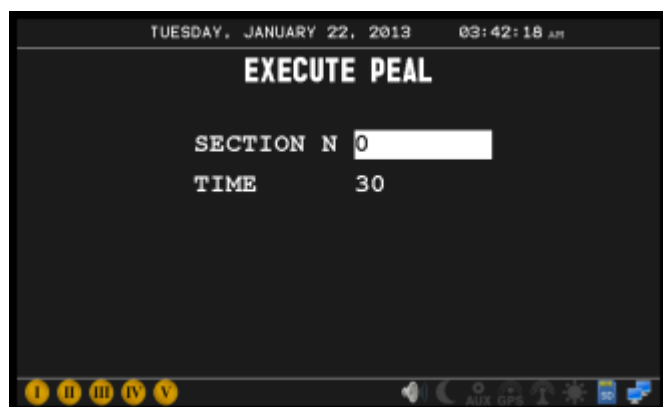 TUESDAY, JANUARY 22, 2013 03:42:18 AM
EXECUTE PEAL
SECTION N 0
TIME 30
I II III IV V AUX GPS SD